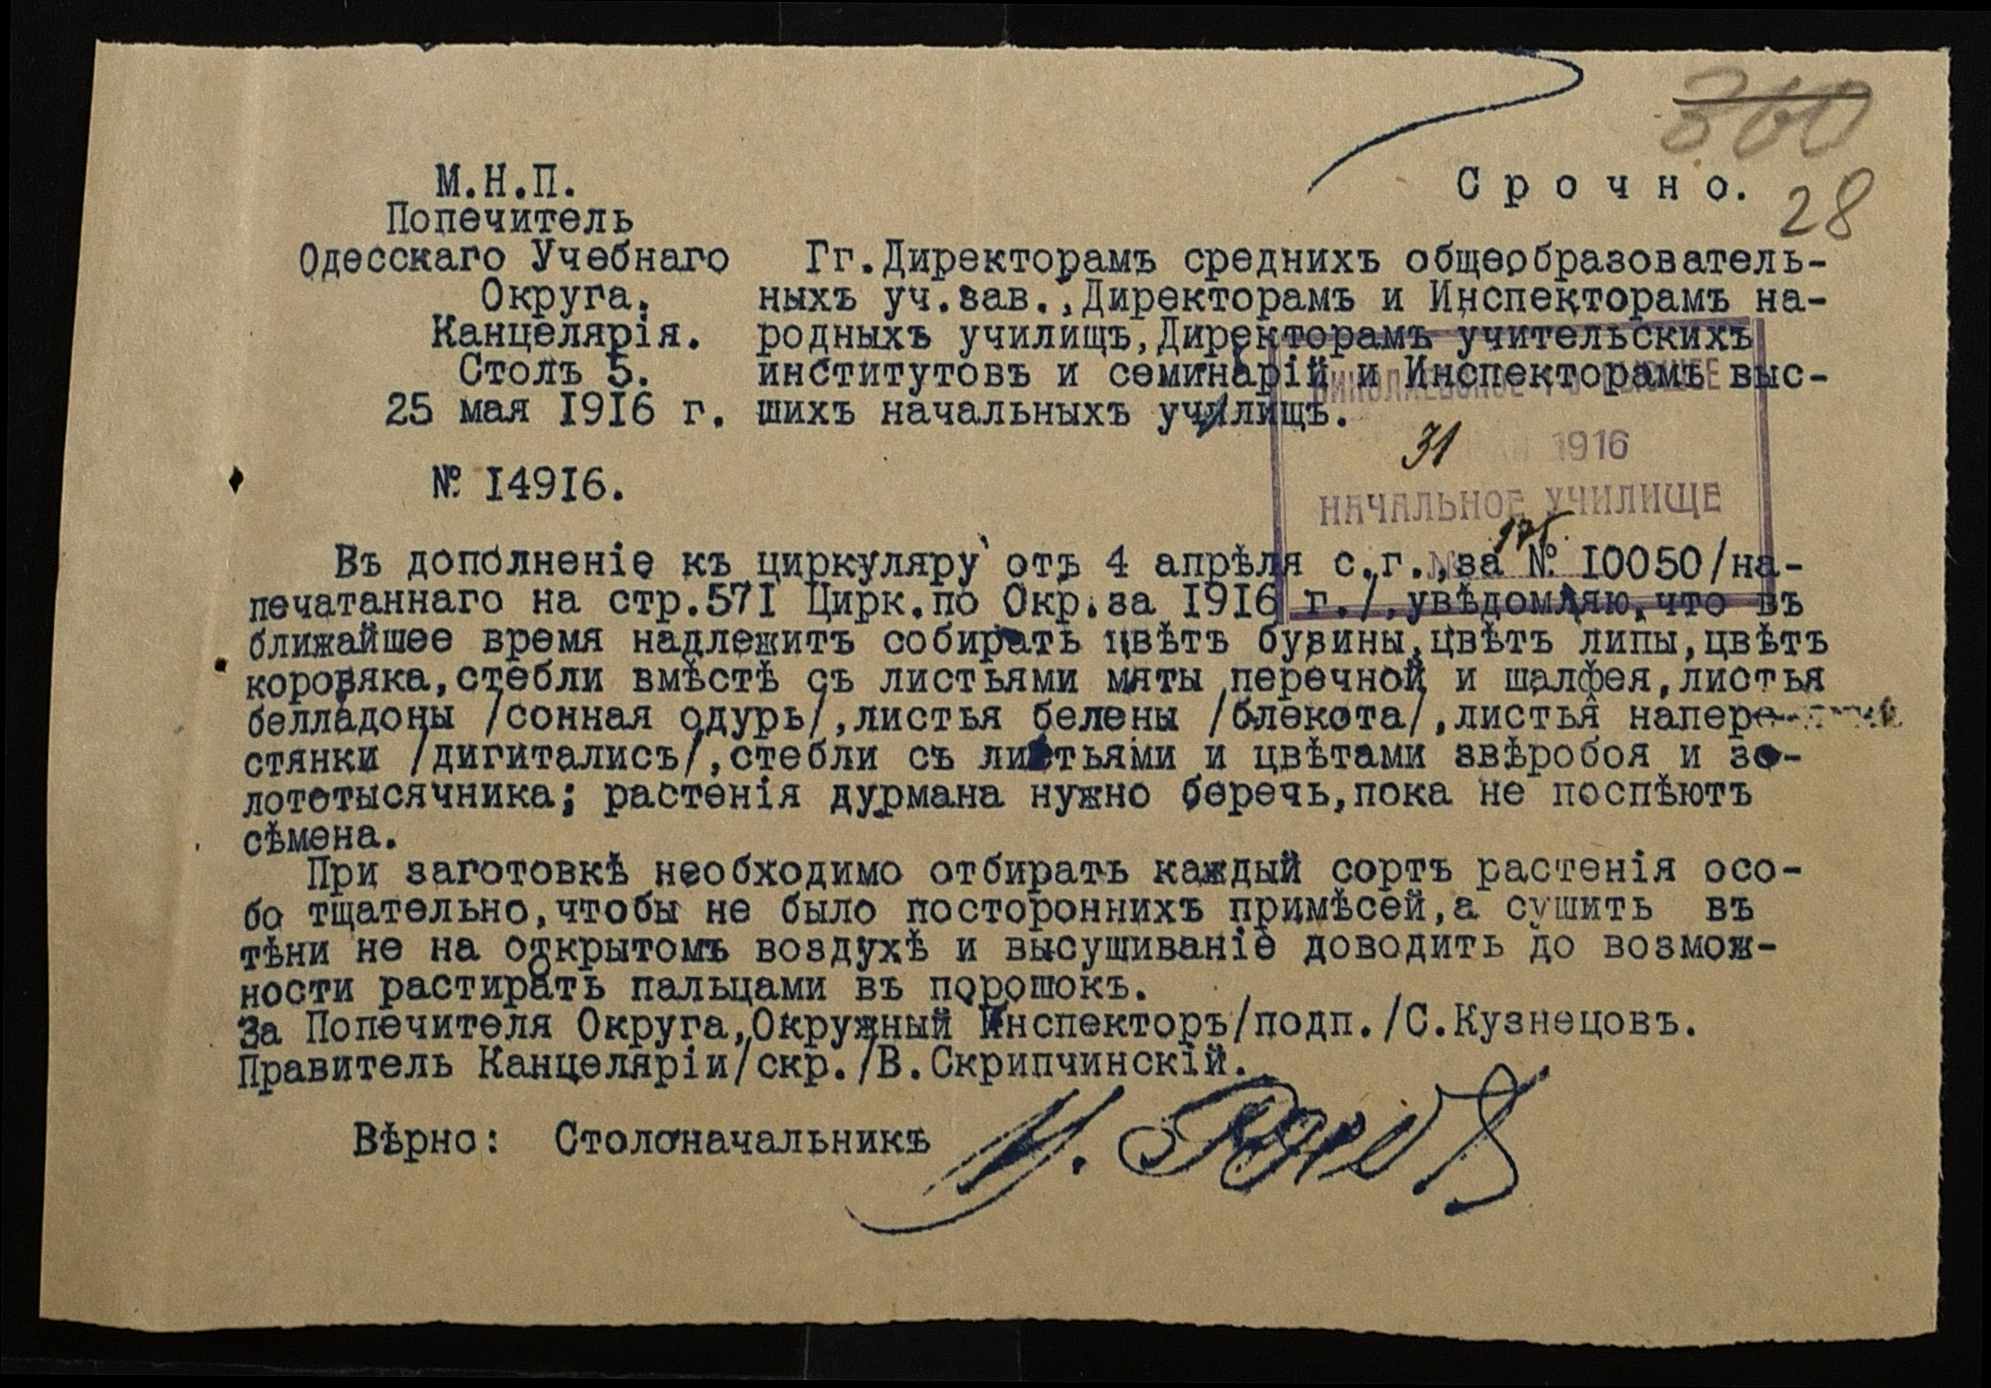 360
28
М.Н.П.
Попечитель
Одесскаго Учебнаго
Округа.
Канцелярія.
Столъ 5.
25 мая 1916 г.
№ 14916.
Срочно.
Гг.Директорамъ среднихъ общеобразователь-
ныхъ уч.зав.,Директорамъ и Инспекторамъ на-
родныхъ училищъ,Директорамъ учительскихъ
институтовъ и семинарій и Инспекторамъ выс-
шихъ начальныхъ училищъ.
31 1916
НАЧАЛЬНОЕ УЧИЛИЩЕ
Въ дополненіе къ циркуляру отъ 4 апрѣля с.г.,за № 10050/на-
печатаннаго на стр.571 Цирк.по Окр.за 1916 г./,увѣдомляю,что въ
ближайшее время надлежитъ собирать цвѣтъ бузины,цвѣтъ липы,цвѣтъ
коровяка,стебли вмѣстѣ съ листьями мяты перечной и шалфея,листья
белладоны /сонная одурь/,листья белены /блекота/,листья напер
стянки /дигиталисъ/,стебли съ листьями и цвѣтами звѣробоя и зо-
лототысячника; растенія дурмана нужно беречь,пока не поспѣютъ
сѣмена.
При заготовкѣ необходимо отбирать каждый сортъ растенія осо-
бо тщательно,чтобы не было постороннихъ примѣсей,а сушить въ
тѣни не на открытомъ воздухѣ и высушиваніе доводить до возмож-
ности растирать пальцами въ порошокъ.
За Попечителя Округа,Окружный Инспекторъ/подп./С.Кузнецовъ.
Правитель Канцеляріи/скр./В.Скрипчинскій.
Вѣрно: Столоначальникъ